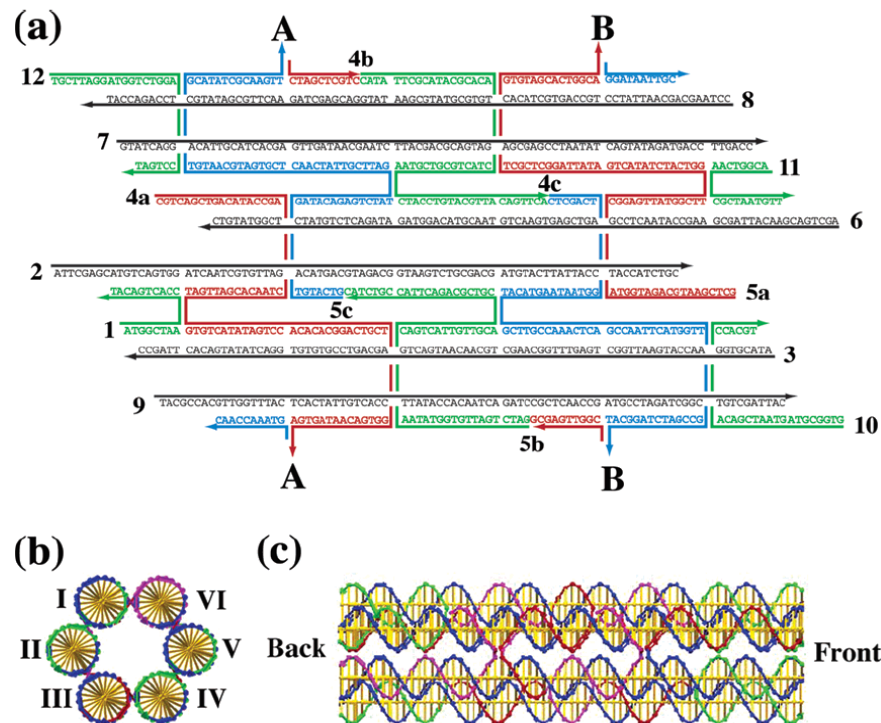 (a)
A B
4b
12 TGCTTAGGATGGTCTGGA GCATATCGCAAGTT CTAGCTCGTCCATA TTCGCATACGCACA GTGTAGCACTGGCA GGATAATTGC
TACCAGACCT CGTATAGCGTTCAA GATCGAGCAGGTAT AAGCGTATGCGTGT CACATCGTGACCGT CCTATTAACGACGAATCC 8
7 GTATCAGG ACATTGCATCACGA GTTGATAACGAATC TTACGACGCAGTAG AGCGAGCCTAATAT CAGTATAGATGACC TTGACC
TAGTCC TGTAACGTAGTGCT CAACTATTGCTTAG AATGCTGCGTCATC TCGCTCGGATTATA GTCATATCTACTGG AACTGGCA 11
4a CGTCAGCTGACATACCGA GATACAGAGTCTAT CTACCTGTACGTTA CAGTTCACTCGACT CGGAGTTATGGCTT CGCTAATGTT
4c
CTGTATGGCT CTATGTCTCAGATA GATGGACATGCAAT GTCAAGTGAGCTGA GCCTCAATACCGAA GCGATTACAAGCAGTCGA 6
2 ATTCGAGCATGTCAGTGG ATCAATCGTGTTAG ACATGACGTAGACG GTAAGTCTGCGACG ATGTACTTATTACC TACCATCTGC
TACAGTCACC TAGTTAGCACAATC TGTACTGCATCTGC CATTCAGACGCTGC TACATGAATAATGG ATGGTAGACGTAAGCTCG 5a
5c
1 ATGGCTAA GTGTCATATAGTCC ACACACGGACTGCT CAGTCATTGTTGCA GCTTGCCAAACTCA GCCAATTCATGGTT CCACGT
CCGATT CACAGTATATCAGG TGTGTGCCTGACGA GTCAGTAACAACGT CGAACGGTTTGAGT CGGTTAAGTACCAA GGTGCATA 3
9 TACGCCACGTTGGTTTAC TCACTATTGTCACC TTATACCACAATCA GATCCGCTCAACCG ATGCCTAGATCGGC TGTCGATTAC
CAACCAAATG AGTGATAACAGTGG AATATGGTGTTAGT CTAGGCGAGTTGGC TACGGATCTAGCCG ACAGCTAATGATGCGGTG 10
5b
A B
(b) (c)
I VI
II V
III IV
Back Front